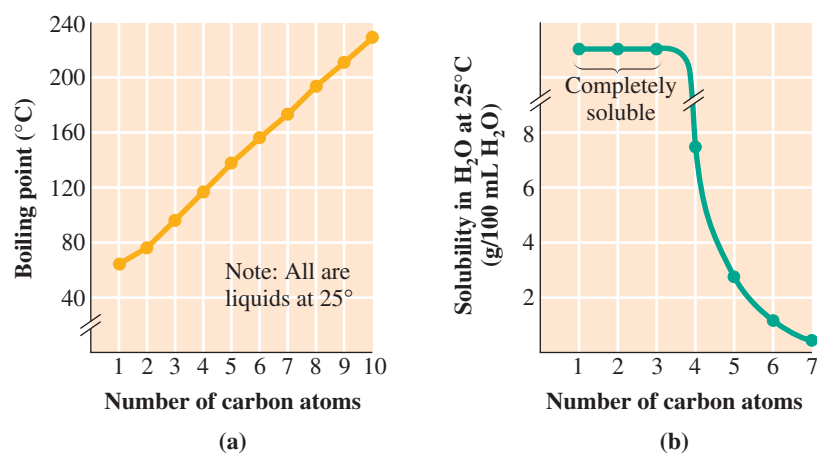 240
200
160
120
80
40
Boiling point (°C)
Note: All are
liquids at 25°
1 2 3 4 5 6 7 8 9 10
Number of carbon atoms
(a)
Solubility in H₂O at 25°C
(g/100 mL H₂O)
8
6
4
2
Completely
soluble
1 2 3 4 5 6 7
Number of carbon atoms
(b)